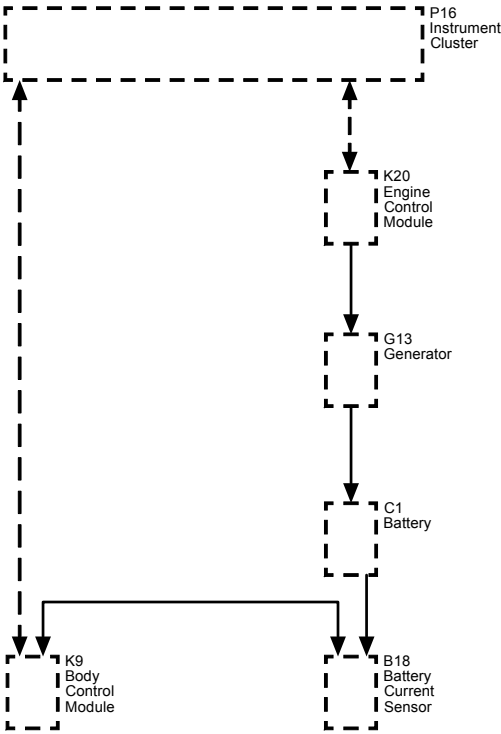 P16
Instrument
Cluster
K20
Engine
Control
Module
G13
Generator
C1
Battery
K9
Body
Control
Module
B18
Battery
Current
Sensor